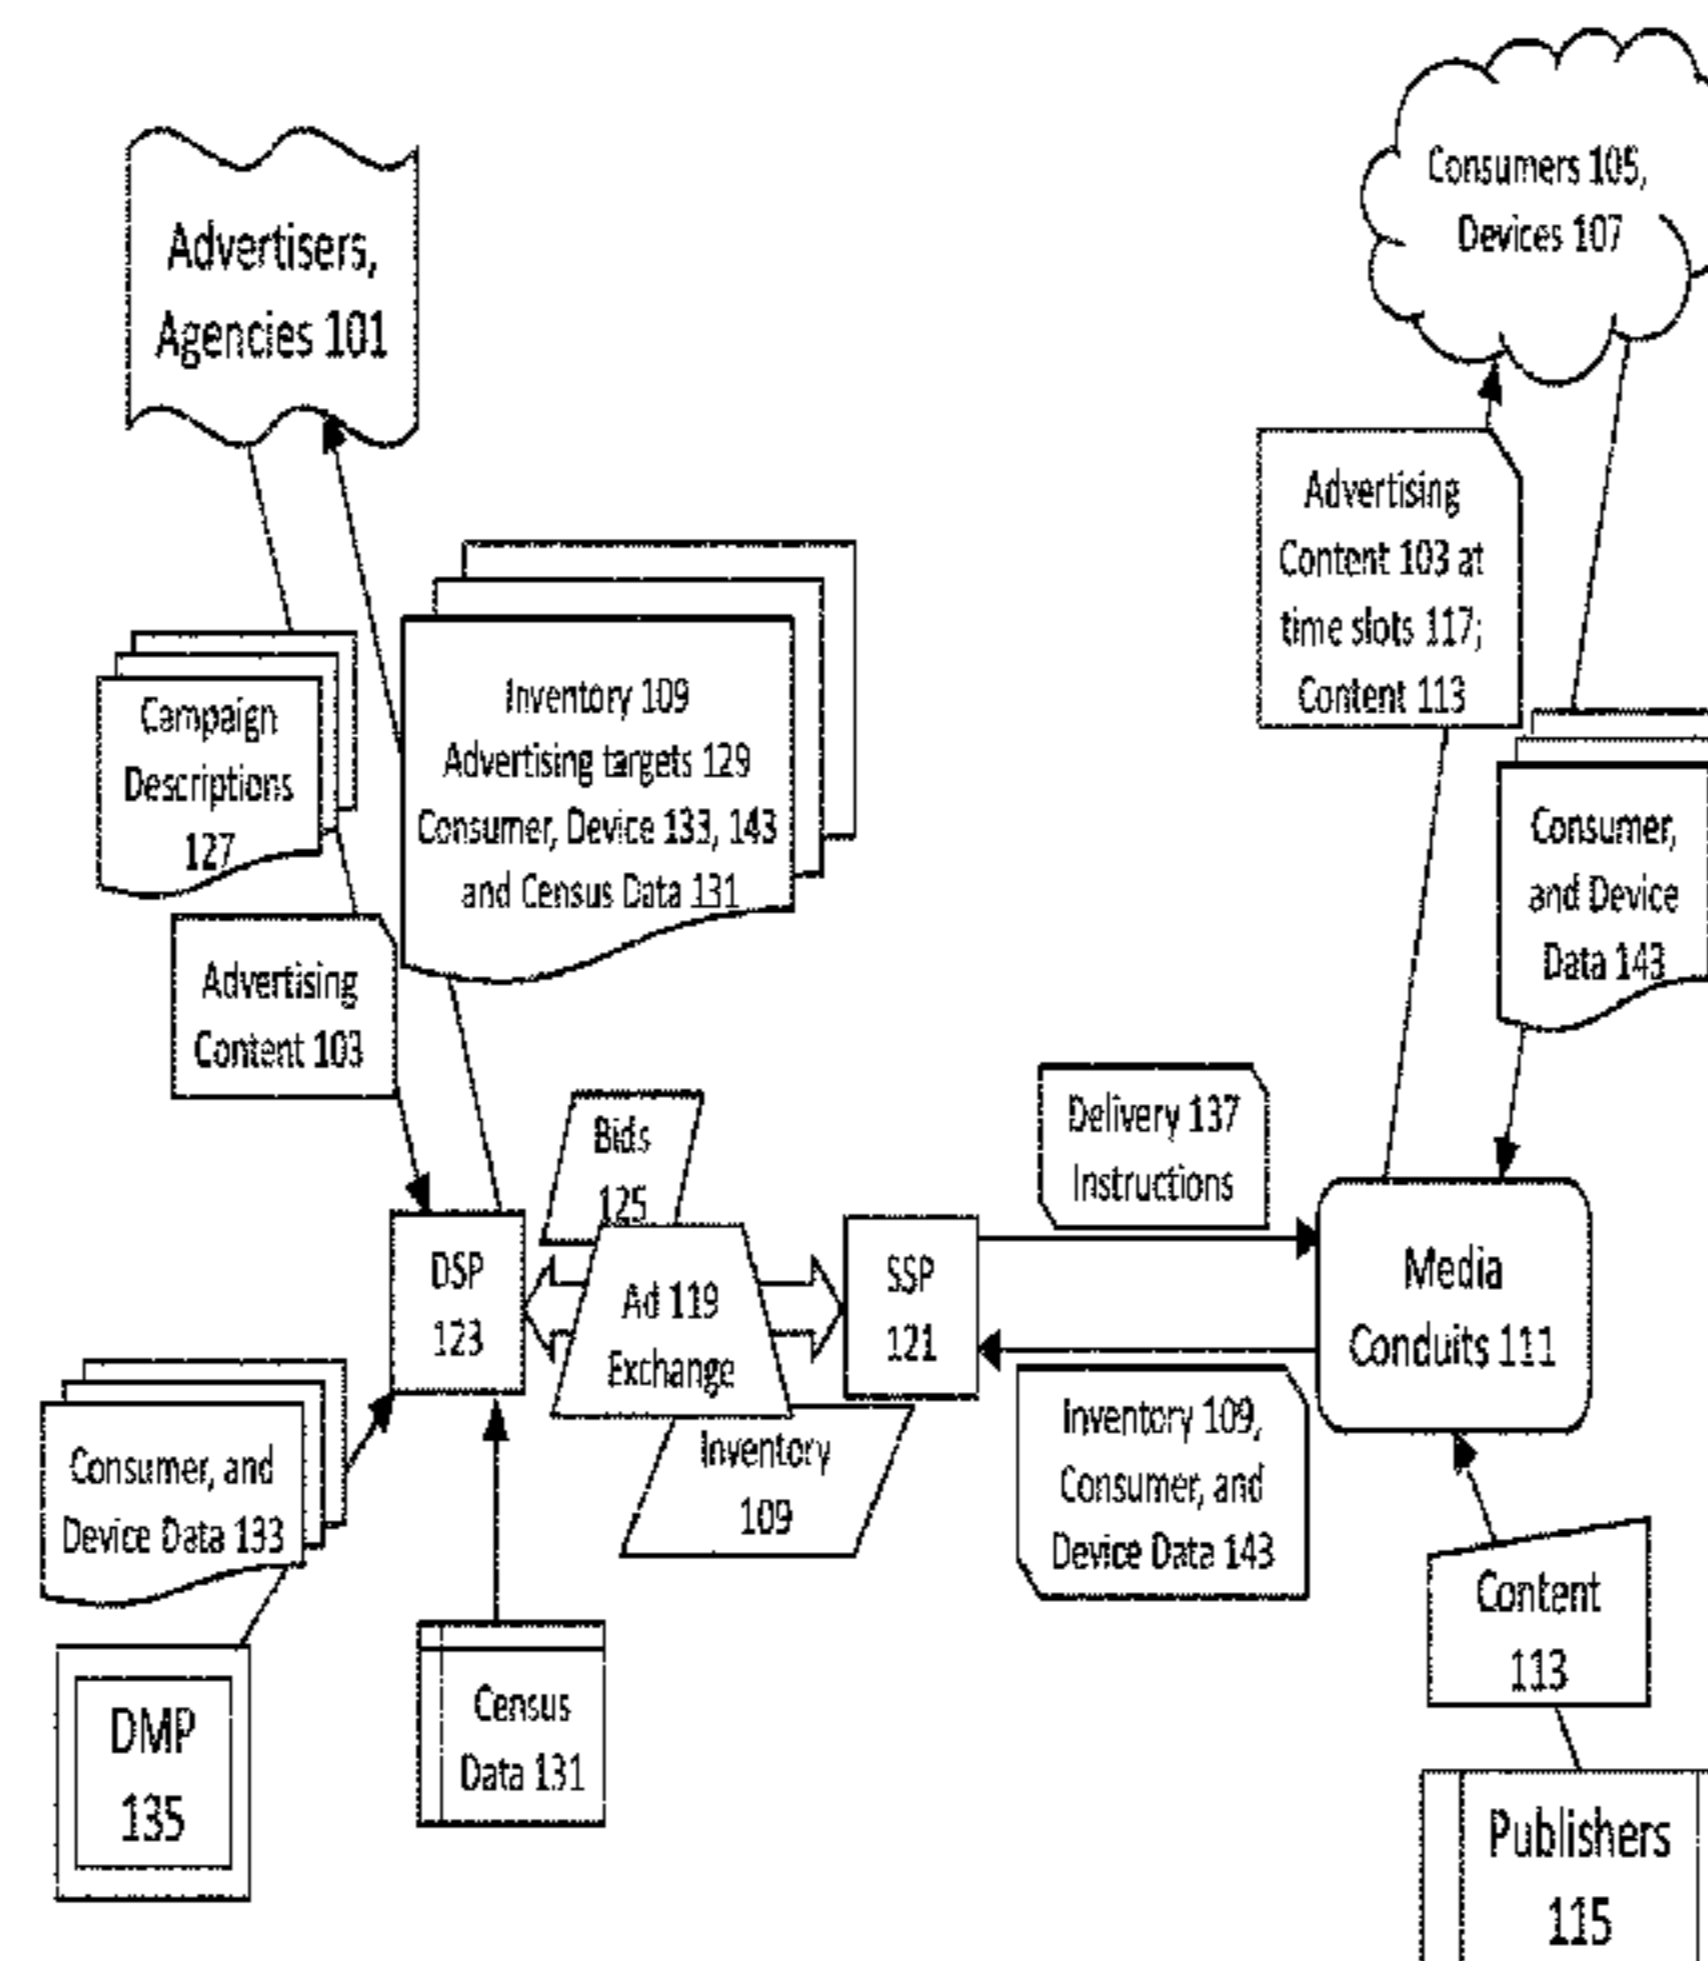 Consumers 105,
Devices 107
Advertisers,
Agencies 101
Advertising
Content 103 at
time slots 117;
Content 113
Inventory 109
Advertising targets 129
Consumer, Device 133, 143
and Census Data 131
Campaign
Descriptions
127
Consumer,
and Device
Data 143
Advertising
Content 103
Bids
125
Delivery 137
Instructions
DSP
123
Ad 119
Exchange
SSP
121
Media
Conduits 111
Inventory
109
Inventory 109,
Consumer, and
Device Data 143
Consumer, and
Device Data 133
Content
113
DMP
135
Census
Data 131
Publishers
115